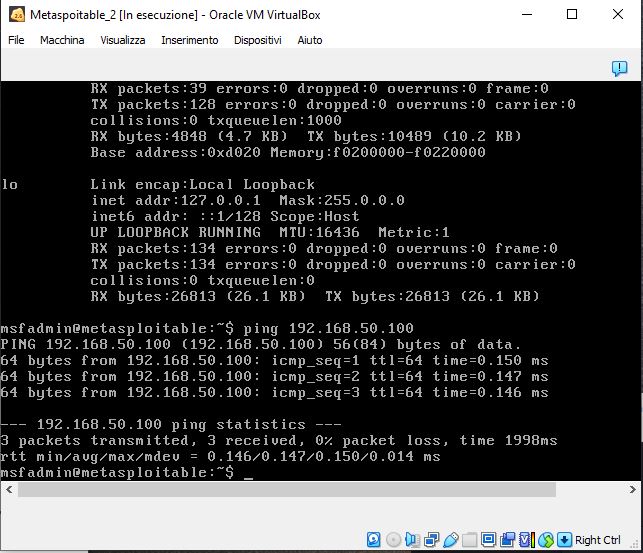 Metaspoitable_2 [In esecuzione] - Oracle VM VirtualBox
File Macchina Visualizza Inserimento Dispositivi Aiuto
RX packets:39 errors:0 dropped:0 overruns:0 frame:0
TX packets:128 errors:0 dropped:0 overruns:0 carrier:0
collisions:0 txqueuelen:1000
RX bytes:4848 (4.7 KB) TX bytes:10489 (10.2 KB)
Base address:0xd020 Memory:f0200000-f0220000
lo Link encap:Local Loopback
inet addr:127.0.0.1 Mask:255.0.0.0
inet6 addr: ::1/128 Scope:Host
UP LOOPBACK RUNNING MTU:16436 Metric:1
RX packets:134 errors:0 dropped:0 overruns:0 frame:0
TX packets:134 errors:0 dropped:0 overruns:0 carrier:0
collisions:0 txqueuelen:0
RX bytes:26813 (26.1 KB) TX bytes:26813 (26.1 KB)
msfadmin@metasploitable:~$ ping 192.168.50.100
PING 192.168.50.100 (192.168.50.100) 56(84) bytes of data.
64 bytes from 192.168.50.100: icmp_seq=1 ttl=64 time=0.150 ms
64 bytes from 192.168.50.100: icmp_seq=2 ttl=64 time=0.147 ms
64 bytes from 192.168.50.100: icmp_seq=3 ttl=64 time=0.146 ms
--- 192.168.50.100 ping statistics ---
3 packets transmitted, 3 received, 0% packet loss, time 1998ms
rtt min/avg/max/mdev = 0.146/0.147/0.150/0.014 ms
msfadmin@metasploitable:~$ _
Right Ctrl